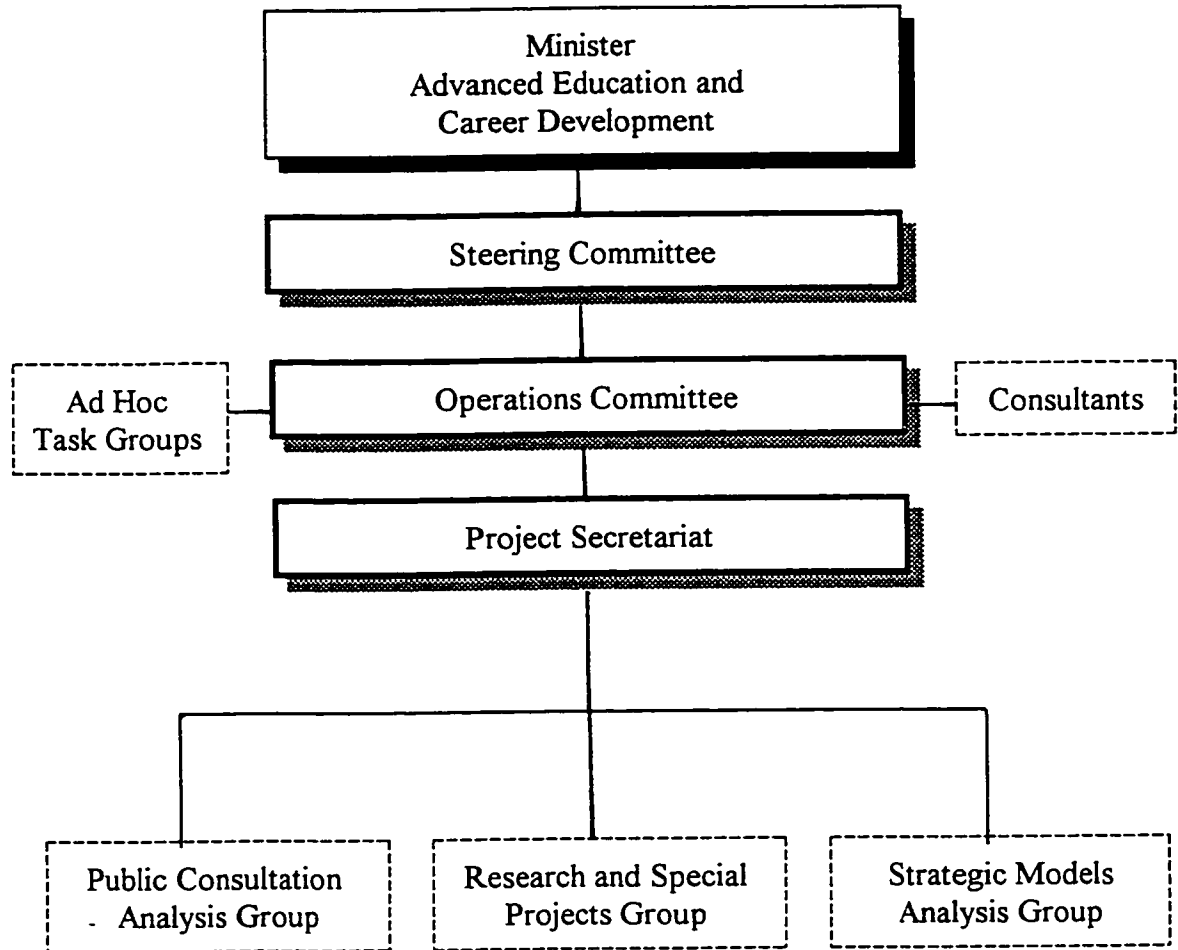 Minister
Advanced Education and
Career Development
Steering Committee
Ad Hoc
Task Groups
Operations Committee
Consultants
Project Secretariat
Public Consultation
Analysis Group
Research and Special
Projects Group
Strategic Models
Analysis Group